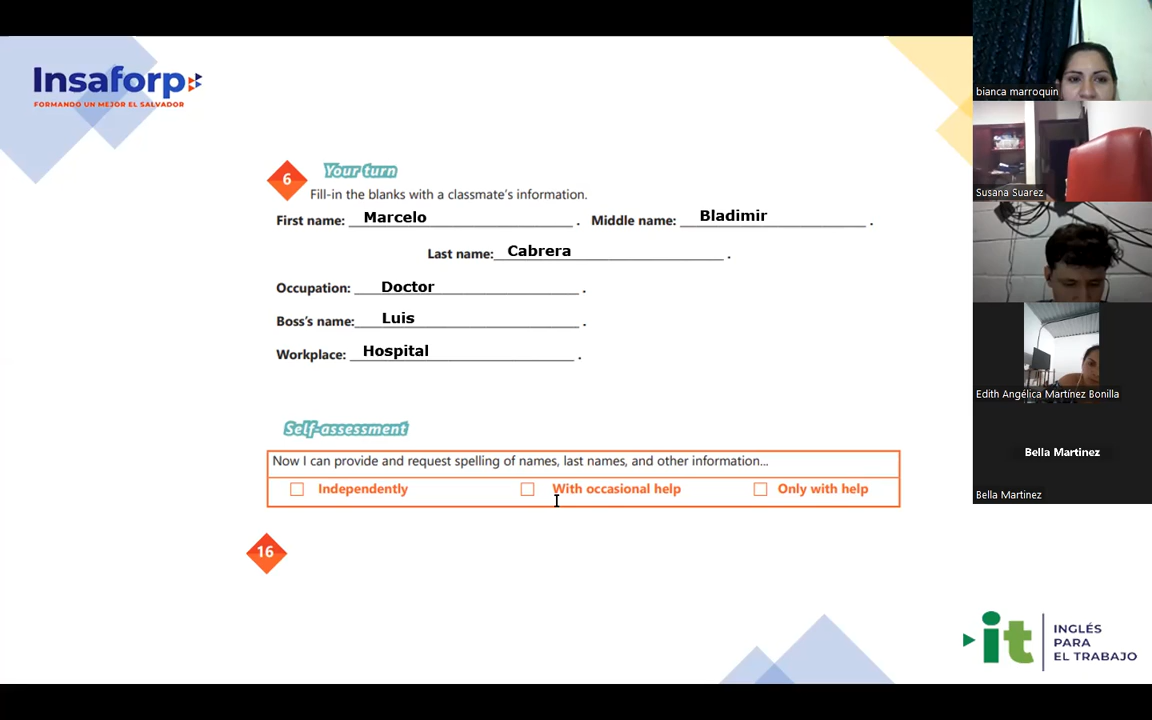 Insaforp
FORMANDO UN MEJOR EL SALVADOR
6
Your turn
Fill-in the blanks with a classmate's information.
First name: Marcelo . Middle name: Bladimir .
Last name: Cabrera .
Occupation: Doctor .
Boss's name: Luis .
Workplace: Hospital .
Self-assessment
Now I can provide and request spelling of names, last names, and other information...
Independently With occasional help Only with help
16
it
INGLÉS
PARA
EL TRABAJO
bianca marroquin
Susana Suarez
Edith Angélica Martínez Bonilla
Bella Martinez
Bella Martinez